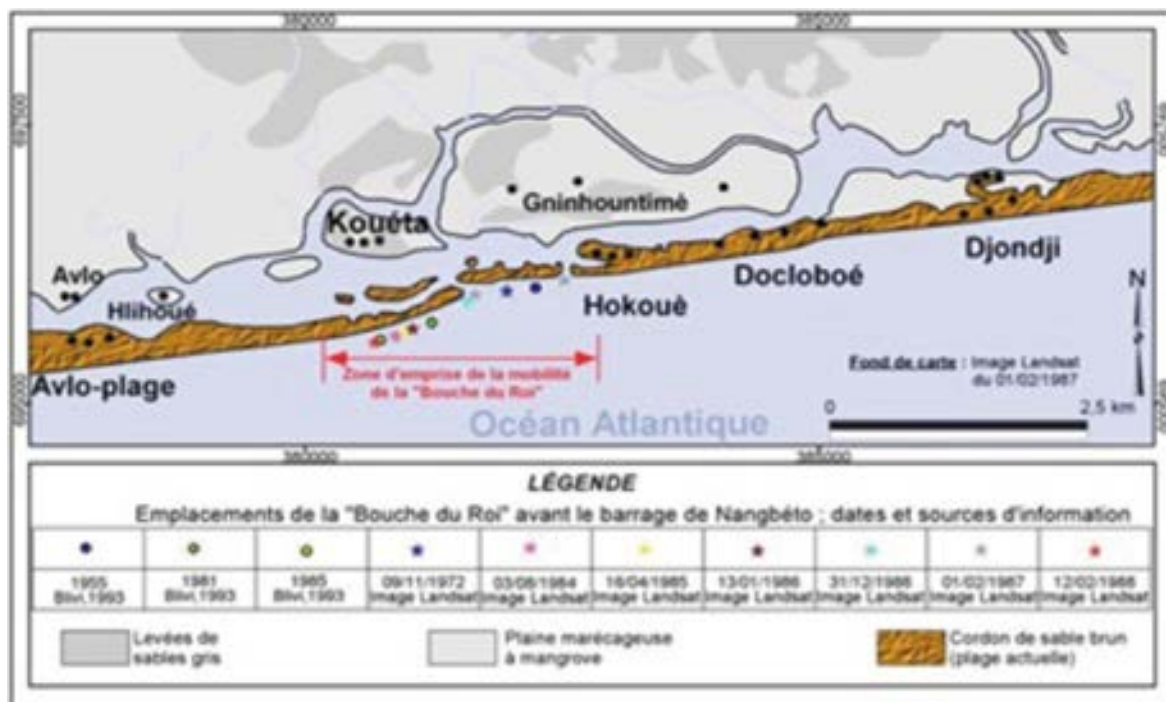 380000 385000
Kouéta
Gninhountimè
Avlo
Hlihoué
Djondji
Docloboé
Hokouè
N
Avlo-plage
Zone d'emprise de la mobilité
de la "Bouche du Roi"
Fond de carte : Image Landsat
du 01/02/1987
0 2,5 km
Océan Atlantique
380000 385000
LÉGENDE
Emplacements de la "Bouche du Roi" avant le barrage de Nangbéto : dates et sources d'information
1955 1981 1985 09/11/1972 03/08/1984 16/04/1985 13/01/1986 31/12/1986 01/02/1987 12/02/1988
Blivi,1993 Blivi,1993 Blivi,1993 Image Landsat Image Landsat Image Landsat Image Landsat Image Landsat Image Landsat Image Landsat
Levées de
sables gris
Plaine marécageuse
à mangrove
Cordon de sable brun
(plage actuelle)